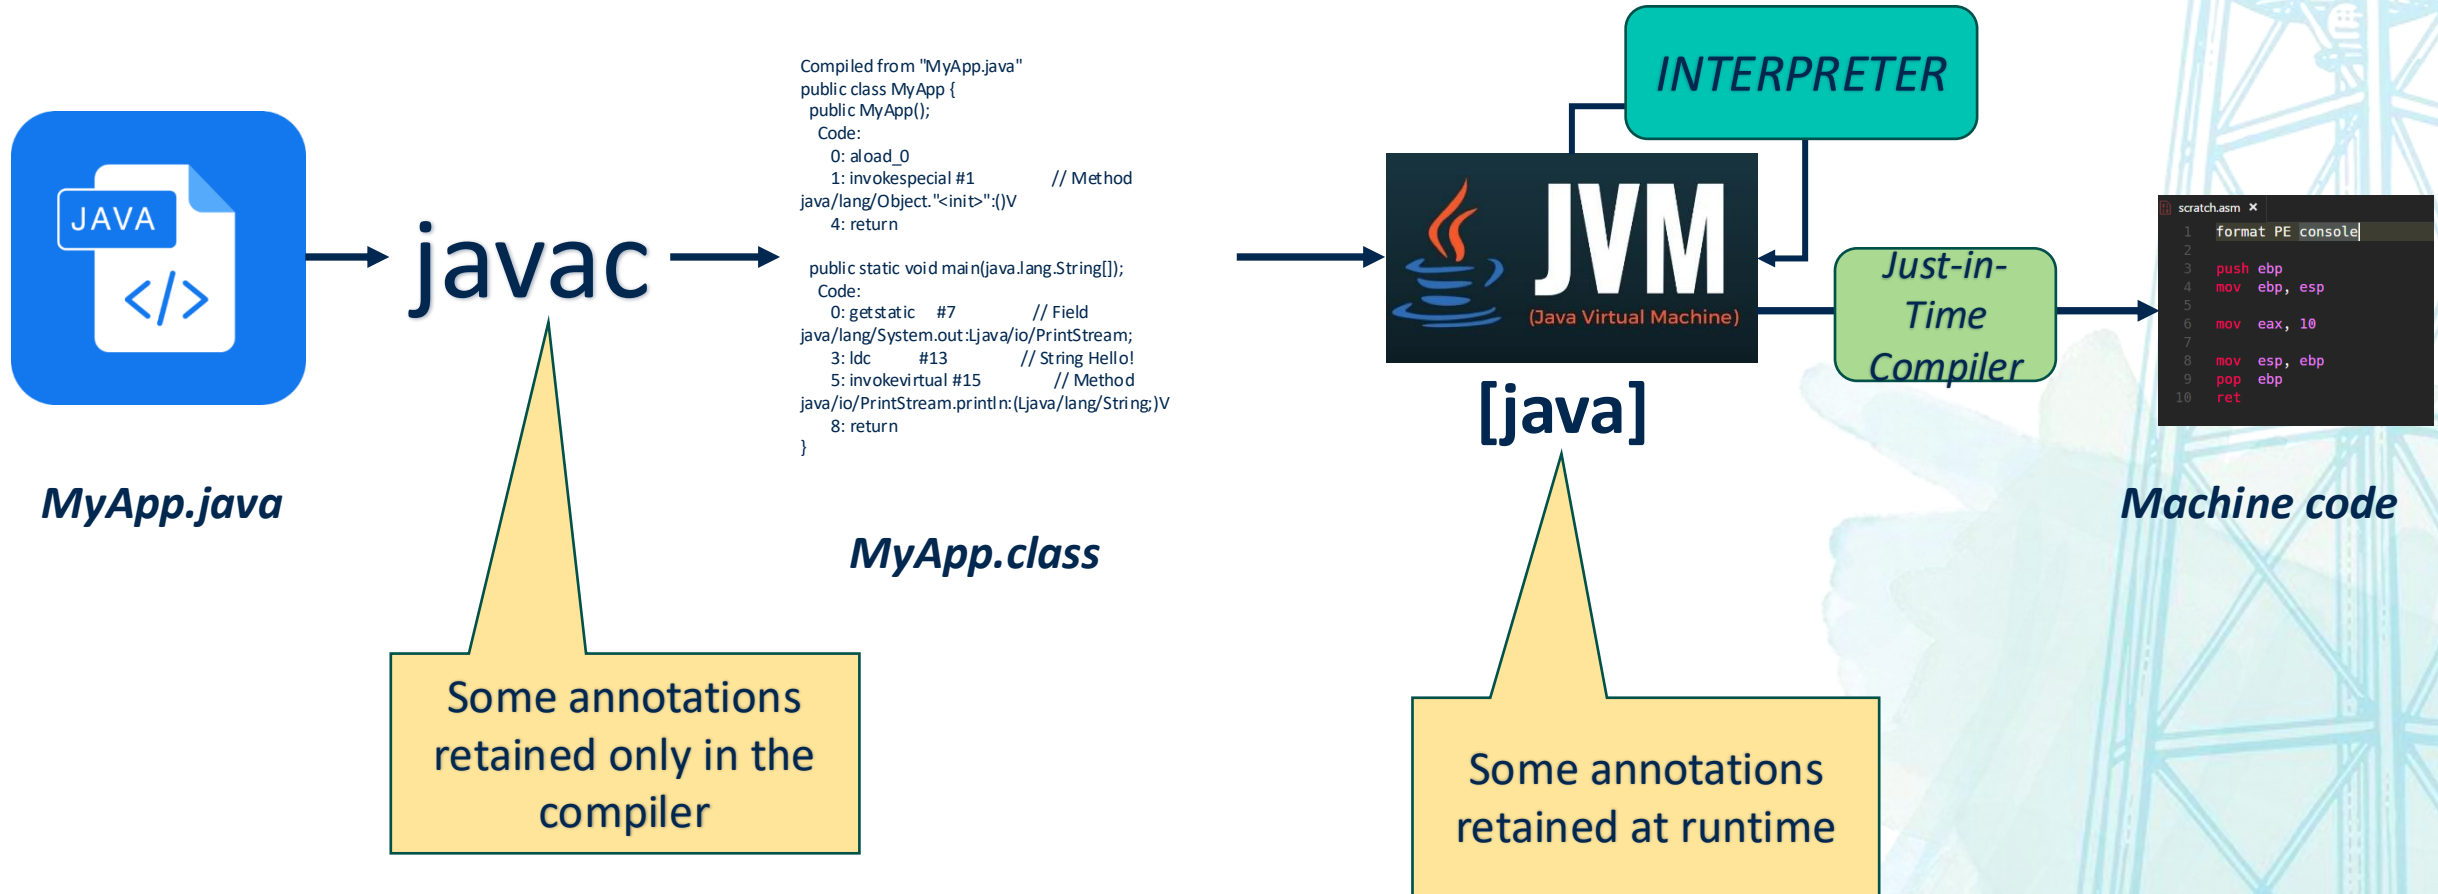 JAVA
</>
MyApp.java
javac
Compiled from "MyApp.java"
public class MyApp {
public MyApp();
Code:
0: aload_0
1: invokespecial #1 // Method
java/lang/Object."<init>":()V
4: return
public static void main(java.lang.String[]);
Code:
0: getstatic #7 // Field
java/lang/System.out:Ljava/io/PrintStream;
3: ldc #13 // String Hello!
5: invokevirtual #15 // Method
java/io/PrintStream.println:(Ljava/lang/String;)V
8: return
}
MyApp.class
Some annotations
retained only in the
compiler
INTERPRETER
JVM
(Java Virtual Machine)
[java]
Some annotations
retained at runtime
Just-in-
Time
Compiler
scratch.asm ×
1 format PE console
2
3 push ebp
4 mov ebp, esp
5
6 mov eax, 10
7
8 mov esp, ebp
9 pop ebp
10 ret
Machine code